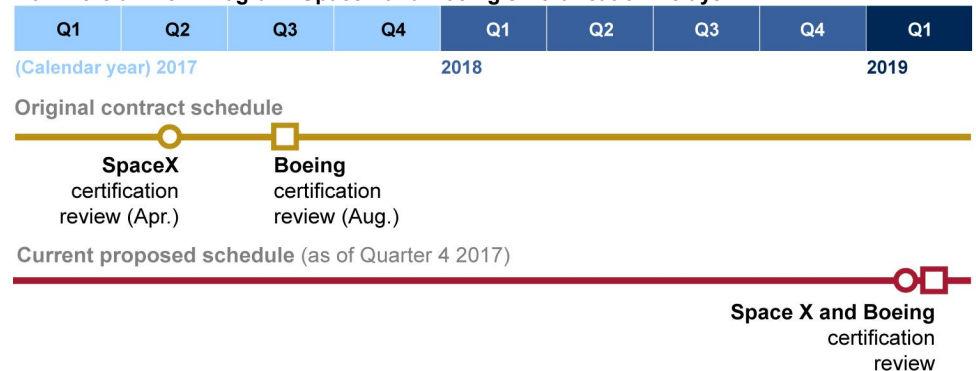 Q1 Q2 Q3 Q4 Q1 Q2 Q3 Q4 Q1
(Calendar year) 2017 2018 2019
Original contract schedule
SpaceX
certification
review (Apr.)
Boeing
certification
review (Aug.)
Current proposed schedule (as of Quarter 4 2017)
Space X and Boeing
certification
review